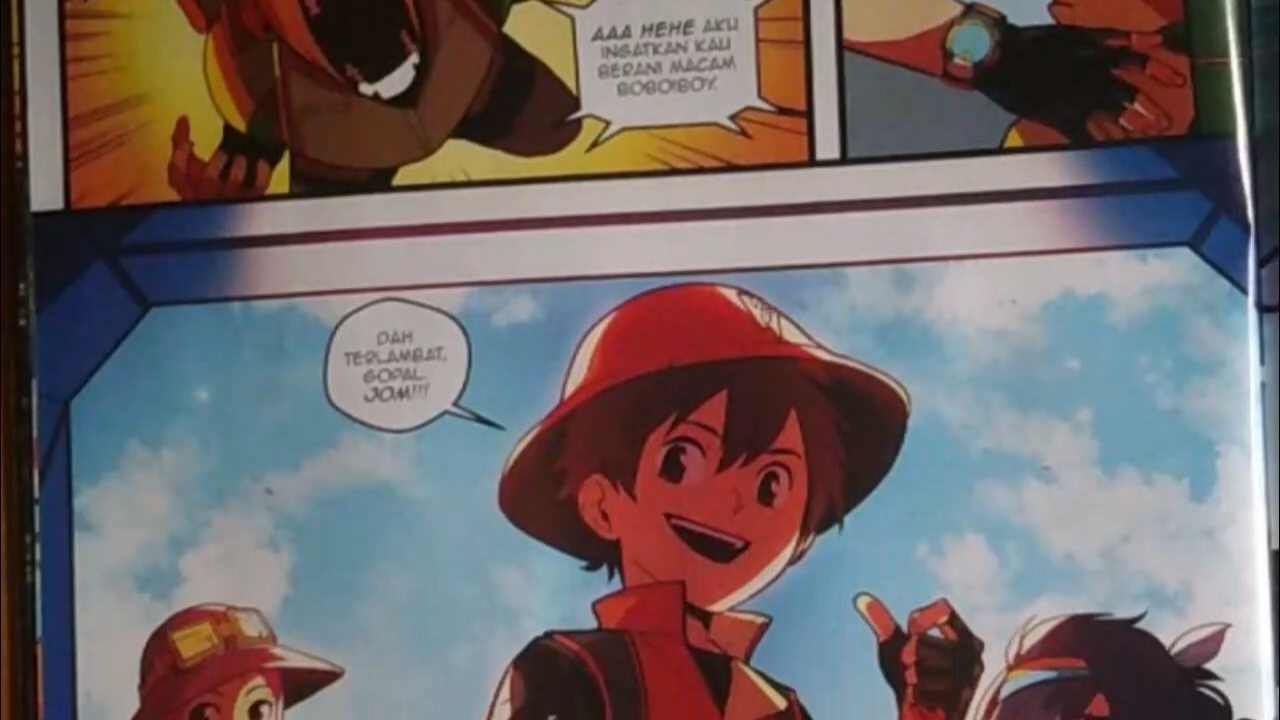 AAA HEHE AKU
INGATKAN KAU
BERANI MACAM
BOBOIBOY.
DAH
TERLAMBAT,
GOPAL.
JOM!!!